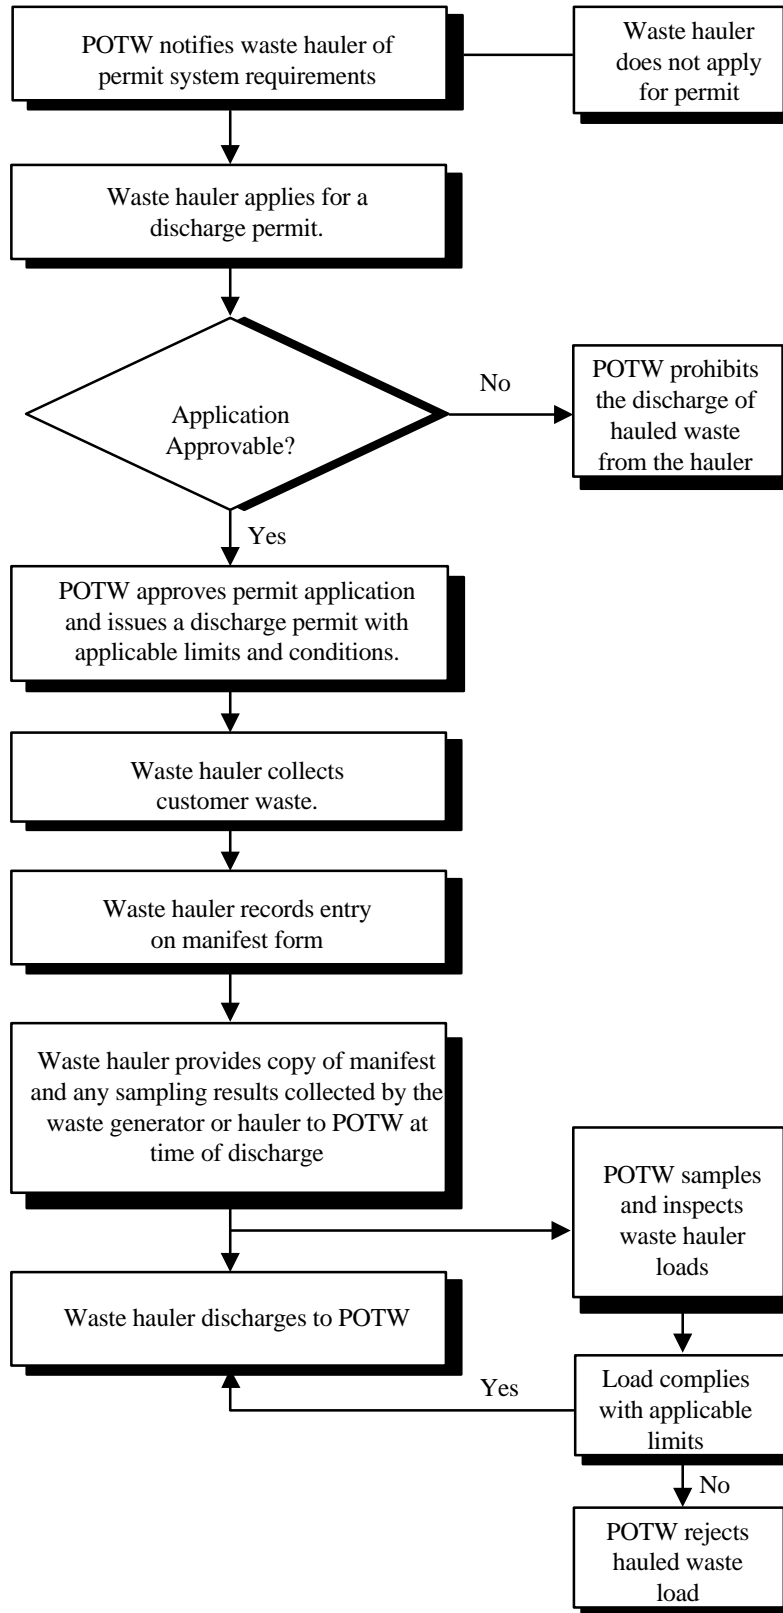 POTW notifies waste hauler of
permit system requirements
Waste hauler
does not apply
for permit
Waste hauler applies for a
discharge permit.
Application
Approvable?
No
POTW prohibits
the discharge of
hauled waste
from the hauler
Yes
POTW approves permit application
and issues a discharge permit with
applicable limits and conditions.
Waste hauler collects
customer waste.
Waste hauler records entry
on manifest form
Waste hauler provides copy of manifest
and any sampling results collected by the
waste generator or hauler to POTW at
time of discharge
POTW samples
and inspects
waste hauler
loads
Waste hauler discharges to POTW
Yes
Load complies
with applicable
limits
No
POTW rejects
hauled waste
load